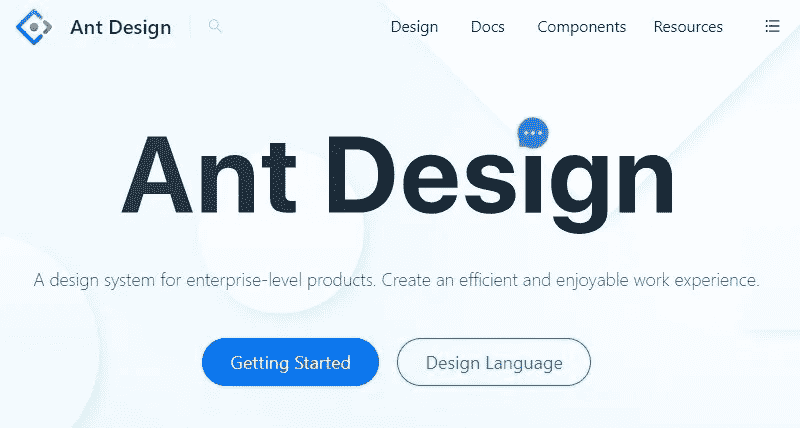 Ant Design
Design Docs Components Resources
Ant Design
A design system for enterprise-level products. Create an efficient and enjoyable work experience.
Getting Started Design Language